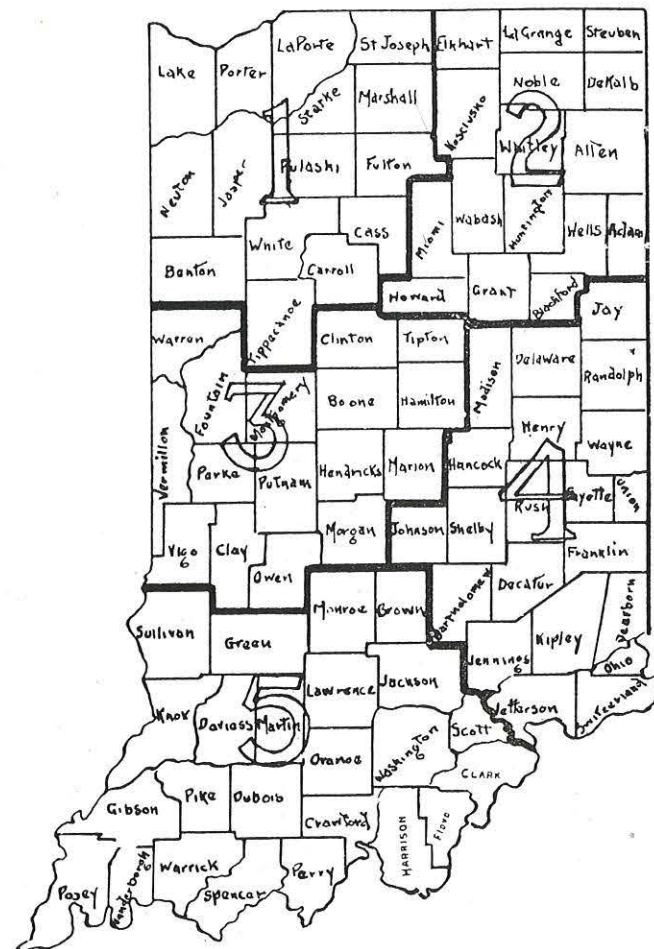 LaPorte St Joseph Elkhart LaGrange Steuben
Lake Porter Noble DeKalb
Starke Marshall Kosciusko
1 2
Whitley Allen
Newton Jasper Pulaski Fulton
Miami Wabash Huntington Wells Adams
White Cass
Benton Carroll
Howard Grant Blackford Jay
Warren Tippecanoe Clinton Tipton
Madison Delaware Randolph
Fountain Montgomery Boone Hamilton
3
Henry Wayne
Vermillon Parke Putnam Hendricks Marion Hancock
4
Rush Fayette Union
Vigo Clay Morgan Johnson Shelby
Owen Franklin
Monroe Brown Bartholomew Decatur Dearborn
Sullivan Green Jennings Ripley
Ohio
Lawrence Jackson
Knox Daviess Martin Jefferson Switzerland
5
Orange Washington Scott
CLARK
Gibson Pike Dubois Crawford HARRISON FLOYD
Posey Vanderborah Warrick Spencer Perry